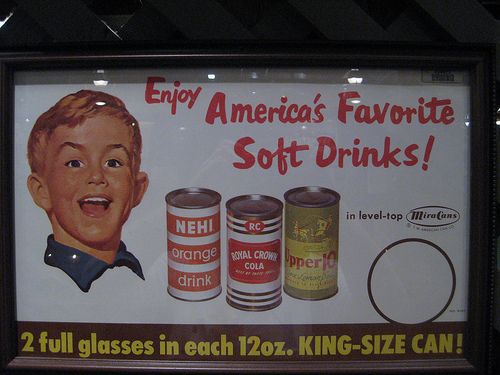 Enjoy America's Favorite
Soft Drinks!
NEHI
orange
drink
RC
ROYAL CROWN
COLA
Upper 10
in level-top MiraCans
2 full glasses in each 12oz. KING-SIZE CAN!